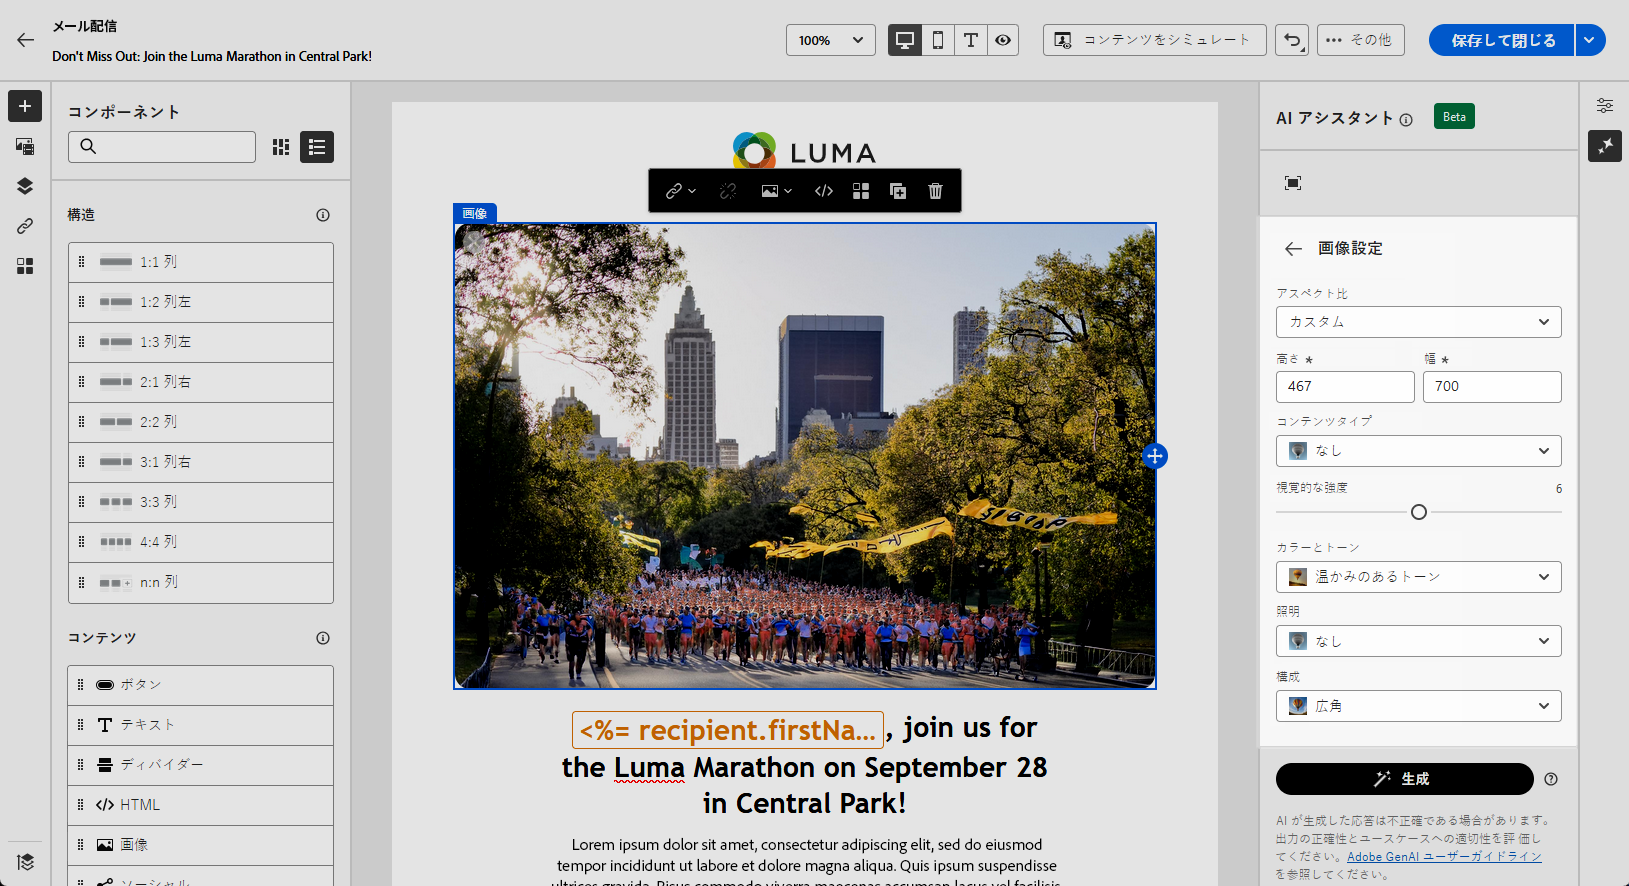 メール配信
Don't Miss Out: Join the Luma Marathon in Central Park!
100%
コンテンツをシミュレート
その他
保存して閉じる
コンポーネント
構造
1:1 列
1:2 列左
1:3 列左
2:1 列右
2:2 列
3:1 列右
3:3 列
4:4 列
n:n 列
コンテンツ
ボタン
テキスト
ディバイダー
HTML
画像
ソーシャル
LUMA
画像
<%= recipient.firstNa... , join us for
the Luma Marathon on September 28
in Central Park!
Lorem ipsum dolor sit amet, consectetur adipiscing elit, sed do eiusmod
tempor incididunt ut labore et dolore magna aliqua. Quis ipsum suspendisse
ultrices gravida. Risus commodo viverra maecenas accumsan lacus vel facilisis
AI アシスタント
Beta
画像設定
アスペクト比
カスタム
高さ *
幅 *
467
700
コンテンツタイプ
なし
視覚的な強度
6
カラーとトーン
温かみのあるトーン
照明
なし
構成
広角
生成
AI が生成した応答は不正確である場合があります。
出力の正確性とユースケースへの適切性を評価し
てください。Adobe GenAI ユーザーガイドライン
を参照してください。